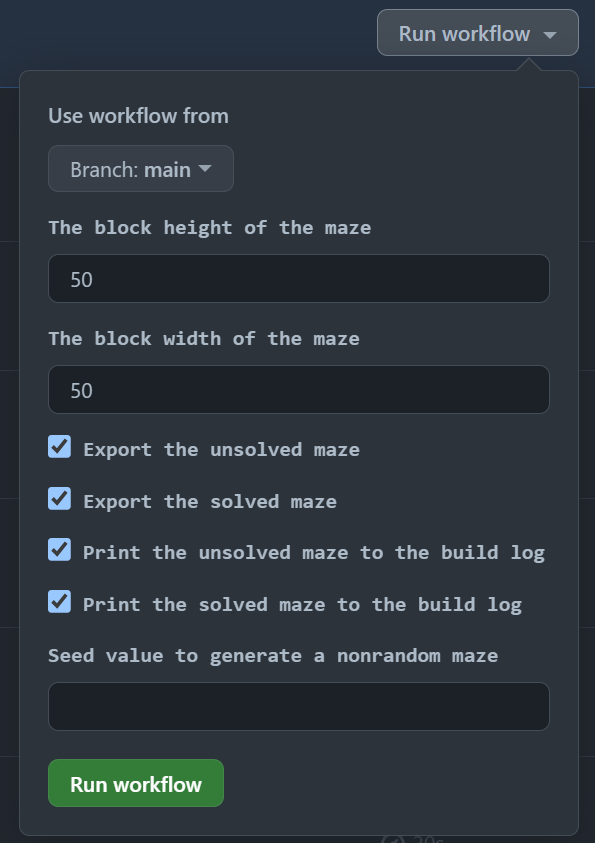 Run workflow
Use workflow from
Branch: main
The block height of the maze
50
The block width of the maze
50
Export the unsolved maze
Export the solved maze
Print the unsolved maze to the build log
Print the solved maze to the build log
Seed value to generate a nonrandom maze
Run workflow